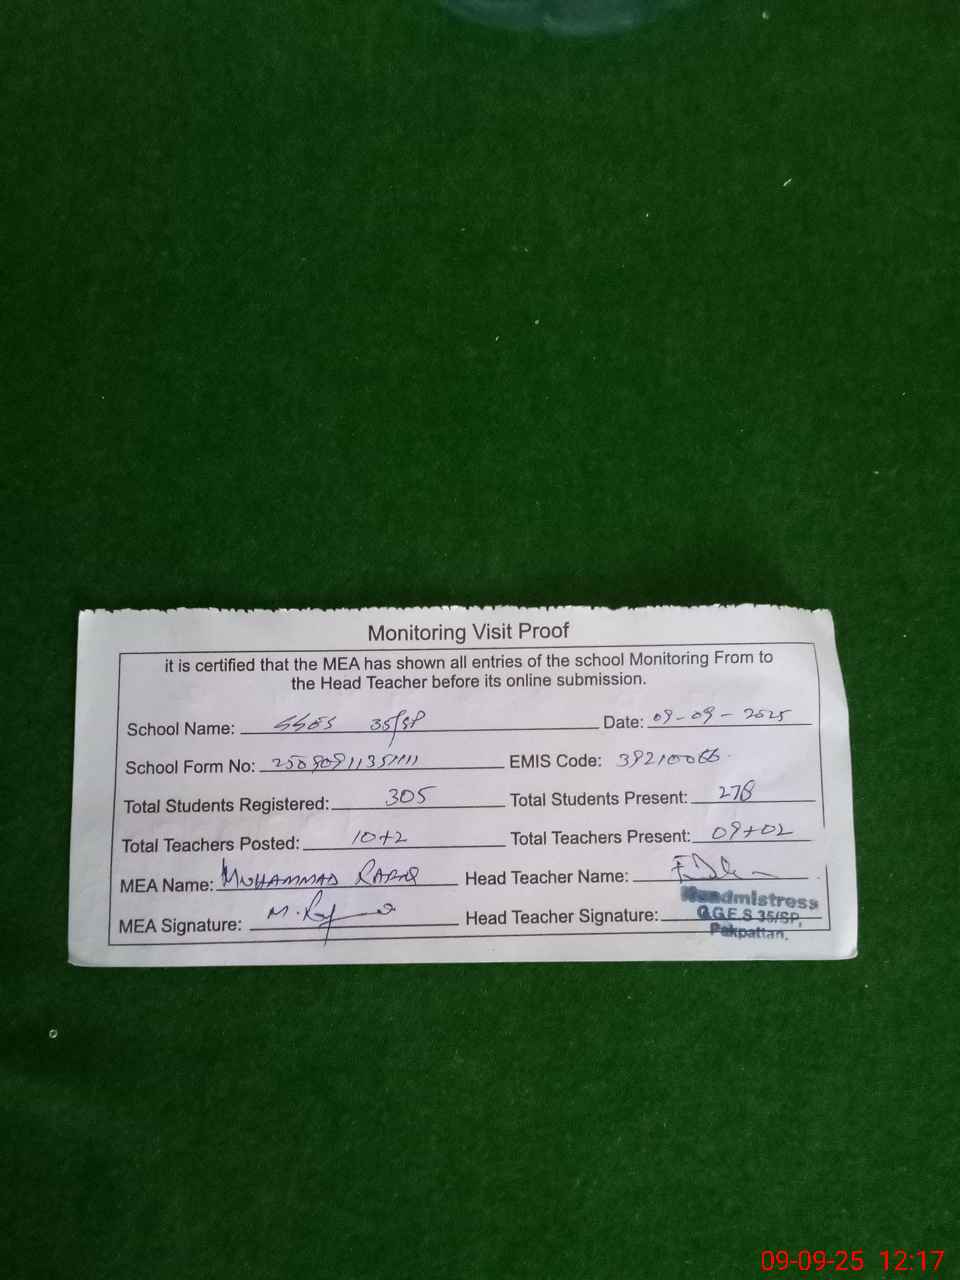 Monitoring Visit Proof
it is certified that the MEA has shown all entries of the school Monitoring From to
the Head Teacher before its online submission.
School Name: GGES 35/SP Date: 09-09-2025
School Form No: EMIS Code: 39210066
Total Students Registered: 305 Total Students Present: 278
Total Teachers Posted: 10+2 Total Teachers Present: 09+02
MEA Name: MUHAMMAD Head Teacher Name:
MEA Signature: Head Teacher Signature:
Headmistress
G.G.E.S 35/SP,
Pakpattan.
09-09-25 12:17